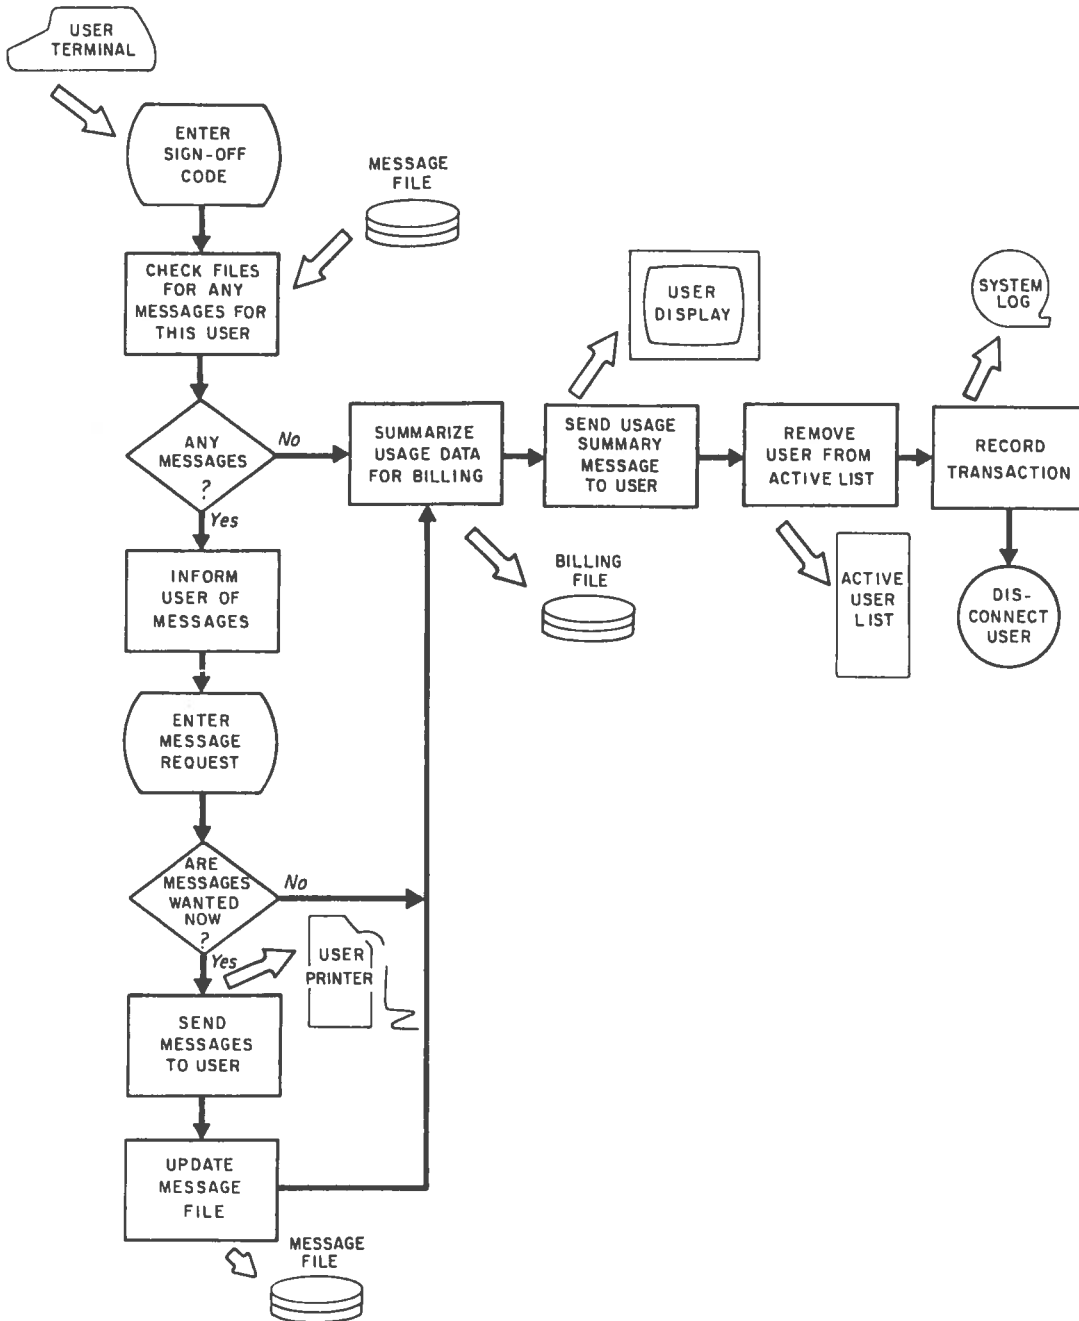 USER
TERMINAL
ENTER
SIGN-OFF
CODE
MESSAGE
FILE
CHECK FILES
FOR ANY
MESSAGES FOR
THIS USER
ANY
MESSAGES
?
No
Yes
SUMMARIZE
USAGE DATA
FOR BILLING
USER
DISPLAY
SEND USAGE
SUMMARY
MESSAGE
TO USER
REMOVE
USER FROM
ACTIVE LIST
SYSTEM
LOG
RECORD
TRANSACTION
BILLING
FILE
ACTIVE
USER
LIST
DIS-
CONNECT
USER
INFORM
USER OF
MESSAGES
ENTER
MESSAGE
REQUEST
ARE
MESSAGES
WANTED
NOW
?
No
Yes
USER
PRINTER
SEND
MESSAGES
TO USER
UPDATE
MESSAGE
FILE
MESSAGE
FILE